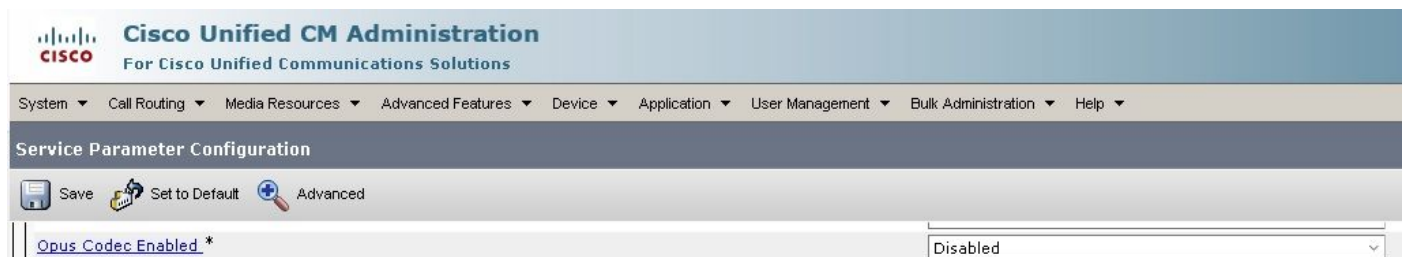 Cisco Unified CM Administration
CISCO
For Cisco Unified Communications Solutions
System Call Routing Media Resources Advanced Features Device Application User Management Bulk Administration Help
Service Parameter Configuration
Save Set to Default Advanced
Opus Codec Enabled * Disabled